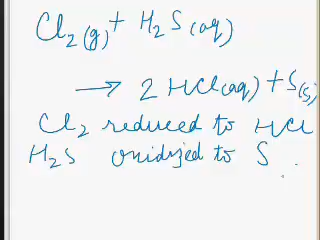 Cl₂(g) + H₂S(aq)
⟶ 2 HCl(aq) + S(s)
Cl₂ reduced to HCl
H₂S oxidized to S.